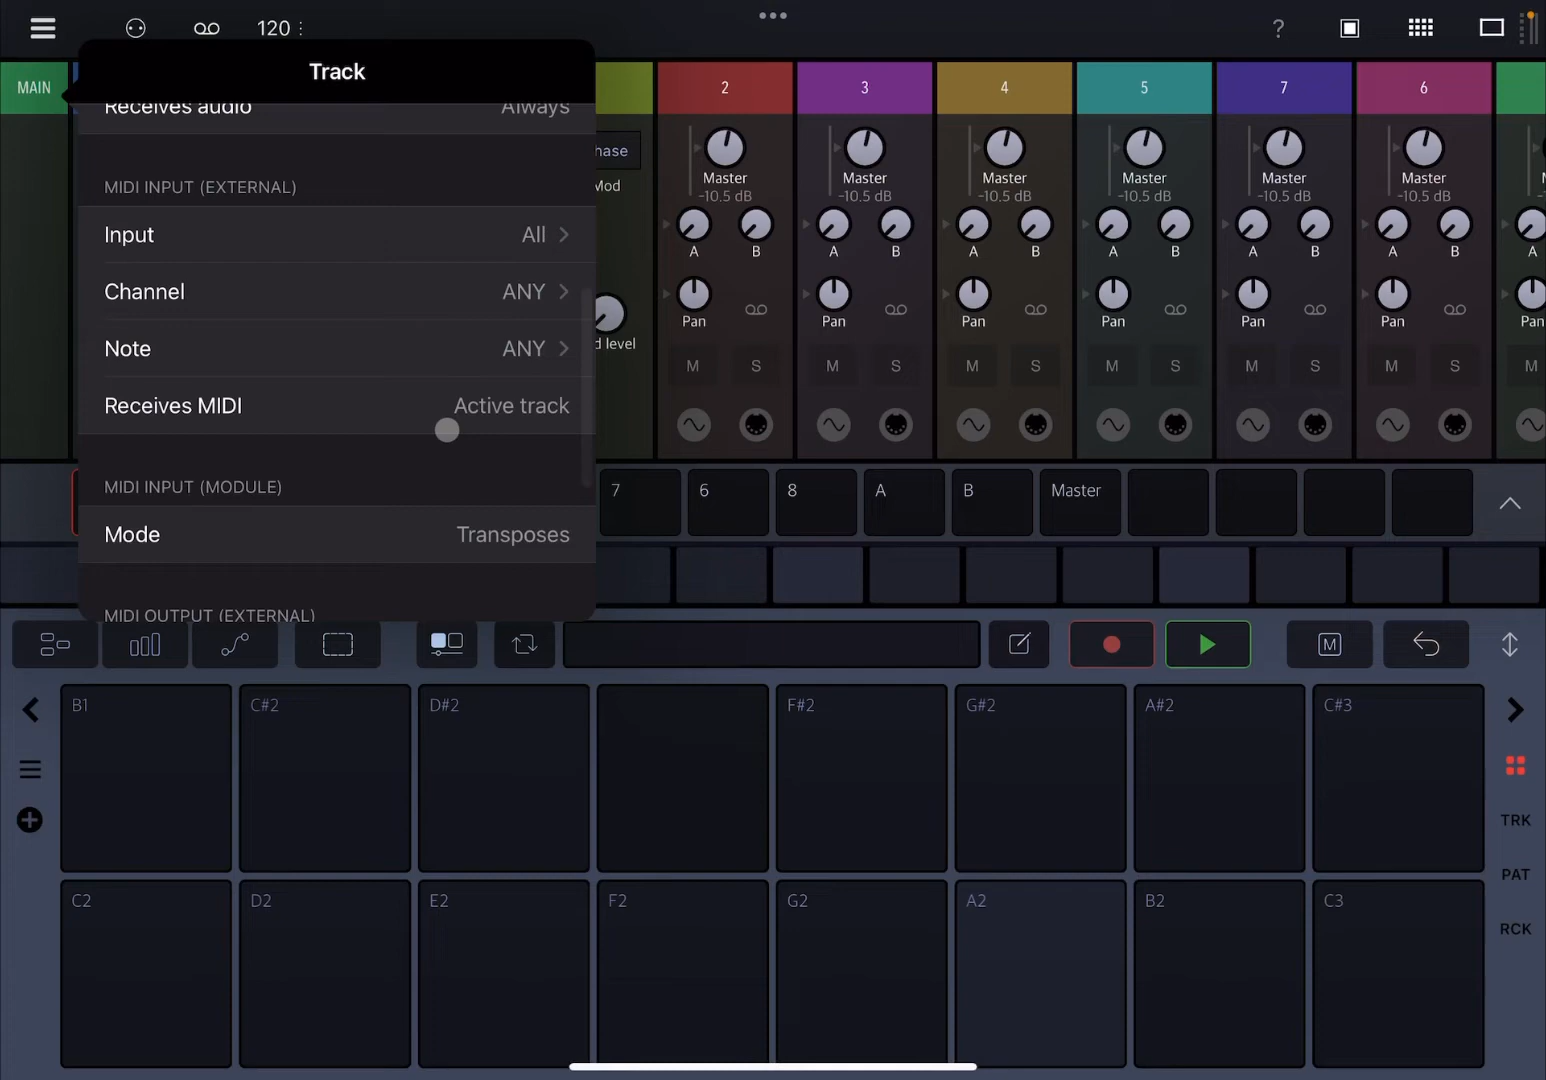 120
?
Track
MAIN
2
3
4
5
7
6
Receives audio
Always
MIDI INPUT (EXTERNAL)
Input
All
Channel
ANY
Note
ANY
Receives MIDI
Active track
MIDI INPUT (MODULE)
Mode
Transposes
MIDI OUTPUT (EXTERNAL)
hase
Mod
d level
Master
Master
Master
Master
Master
Master
-10.5 dB
-10.5 dB
-10.5 dB
-10.5 dB
-10.5 dB
-10.5 dB
A B
A B
A B
A B
A B
A B
A
Pan
Pan
Pan
Pan
Pan
Pan
Pan
M S
M S
M S
M S
M S
M S
M
7
6
8
A
B
Master
M
B1
C#2
D#2
F#2
G#2
A#2
C#3
TRK
PAT
RCK
C2
D2
E2
F2
G2
A2
B2
C3